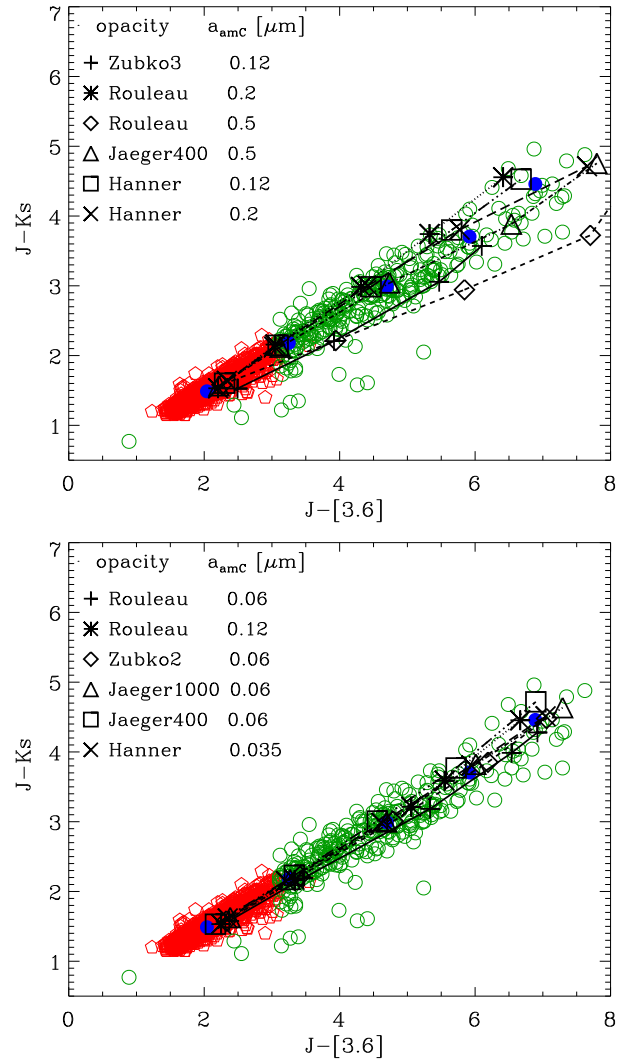 opacity a_amC [μm]
Zubko3 0.12
Rouleau 0.2
Rouleau 0.5
Jaeger400 0.5
Hanner 0.12
Hanner 0.2
7
6
5
4
3
2
1
J-Ks
0 2 4 6 8
J-[3.6]
opacity a_amC [μm]
Rouleau 0.06
Rouleau 0.12
Zubko2 0.06
Jaeger1000 0.06
Jaeger400 0.06
Hanner 0.035
7
6
5
4
3
2
1
J-Ks
0 2 4 6 8
J-[3.6]